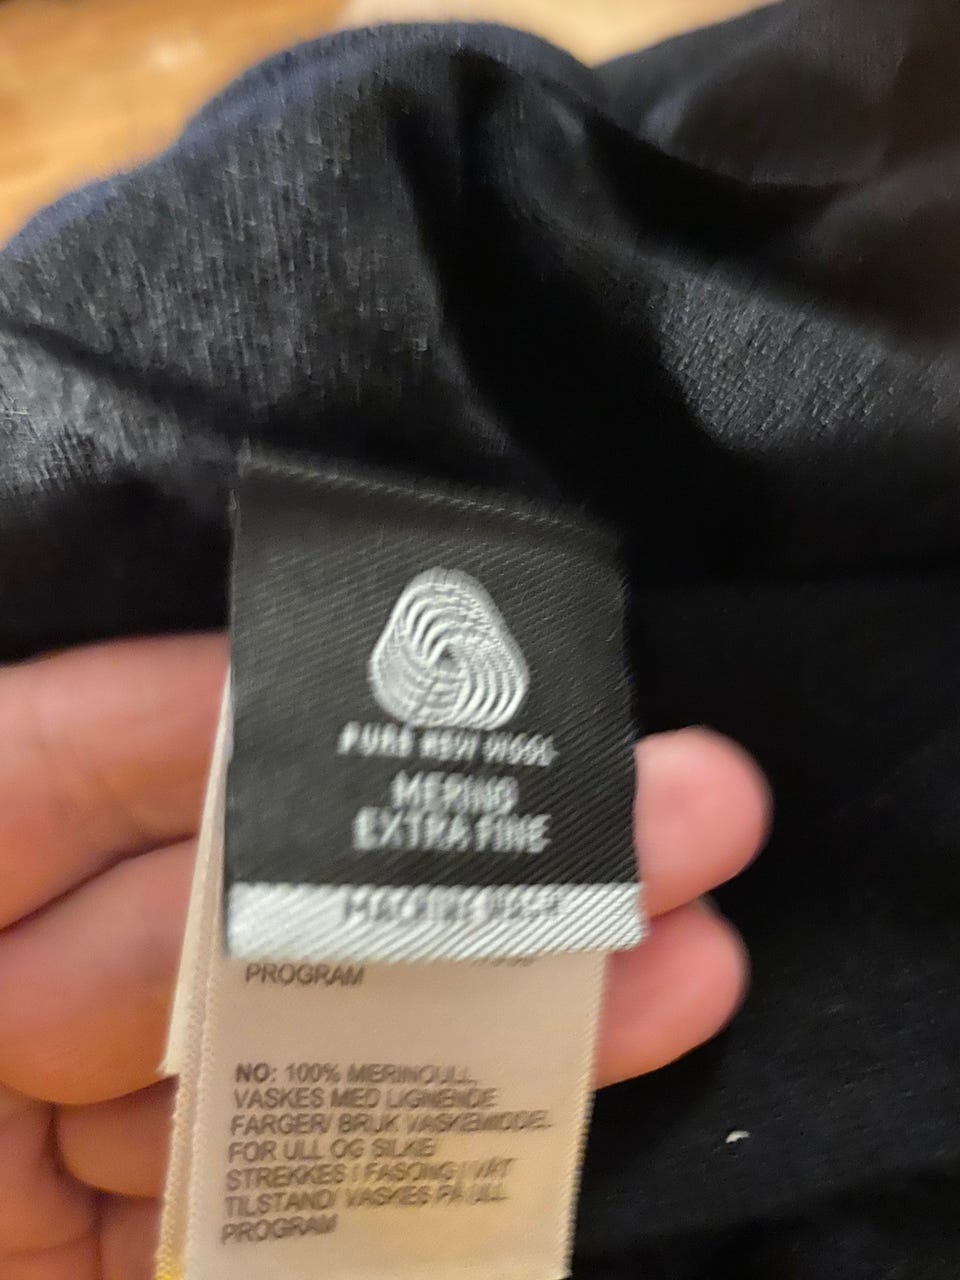 PURE NEW WOOL
MERINO
EXTRA FINE
MACHINE WASH
PROGRAM
NO: 100% MERINOULL
VASKES MED LIGNENDE
FARGER/ BRUK VASKEMIDDEL
FOR ULL OG SILKE/
STREKKES I FASONG I VÅT
TILSTAND/ VASKES PÅ ULL
PROGRAM